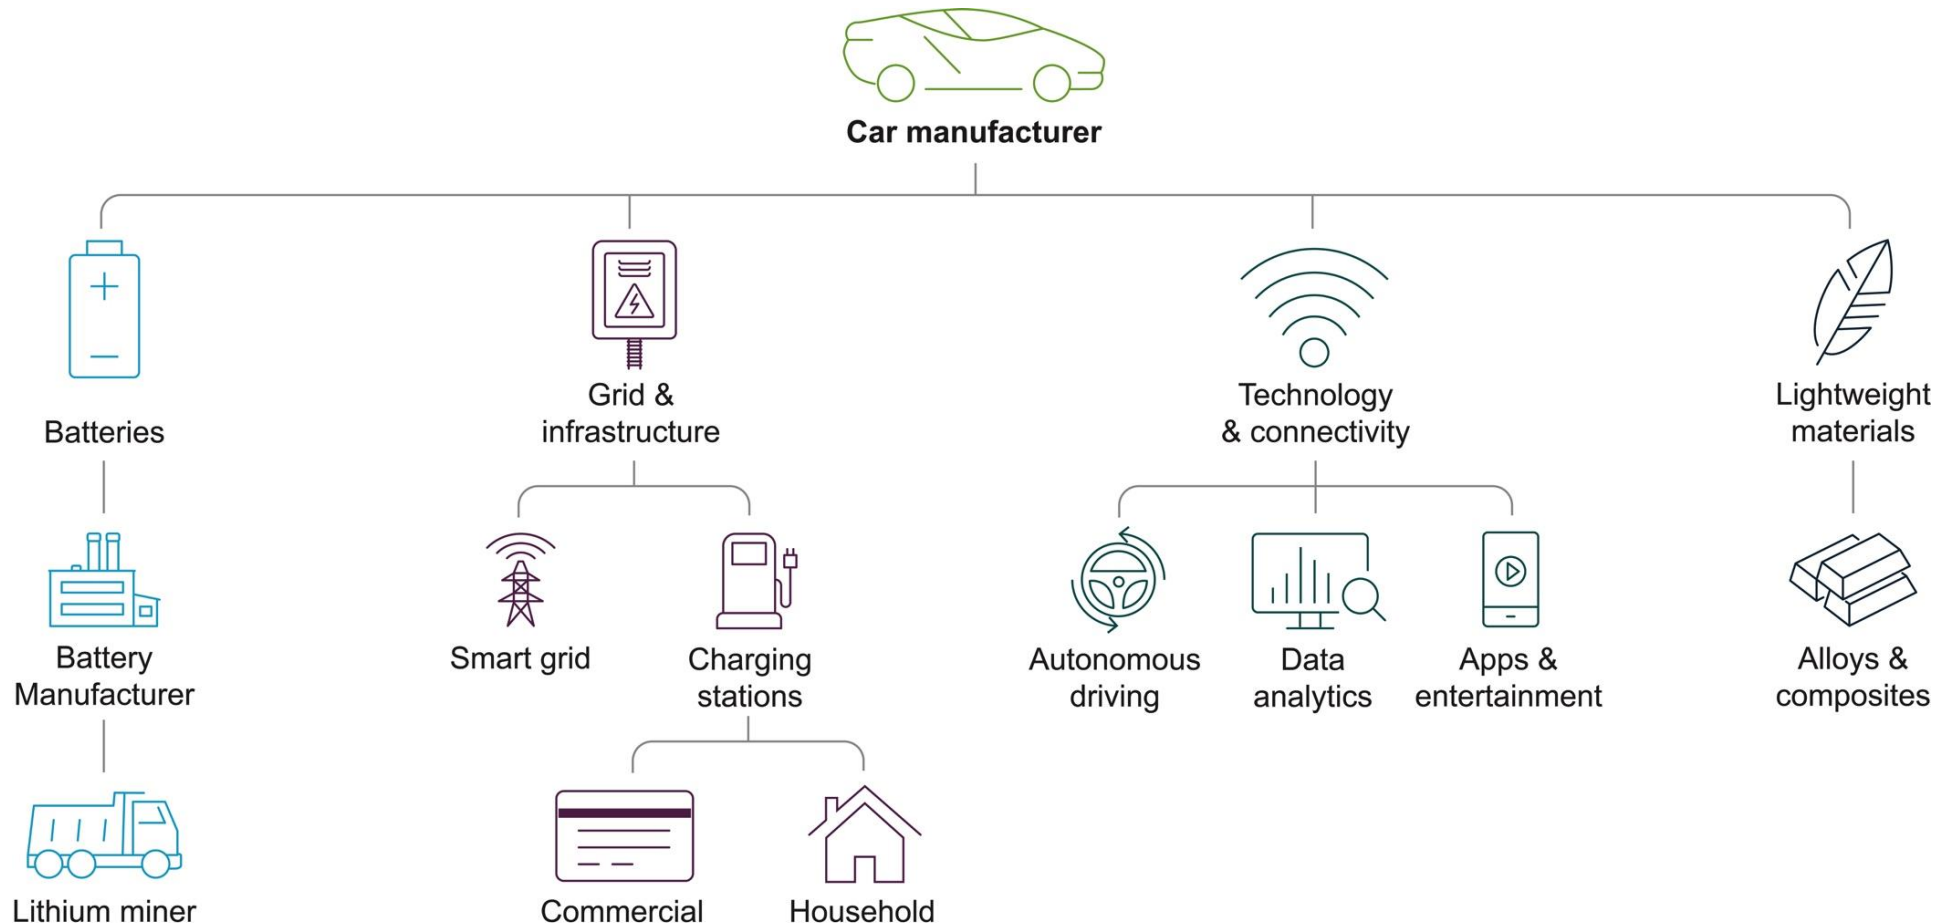 Car manufacturer
Batteries
Grid &
infrastructure
Technology
& connectivity
Lightweight
materials
Battery
Manufacturer
Smart grid
Charging
stations
Autonomous
driving
Data
analytics
Apps &
entertainment
Alloys &
composites
Lithium miner
Commercial
Household